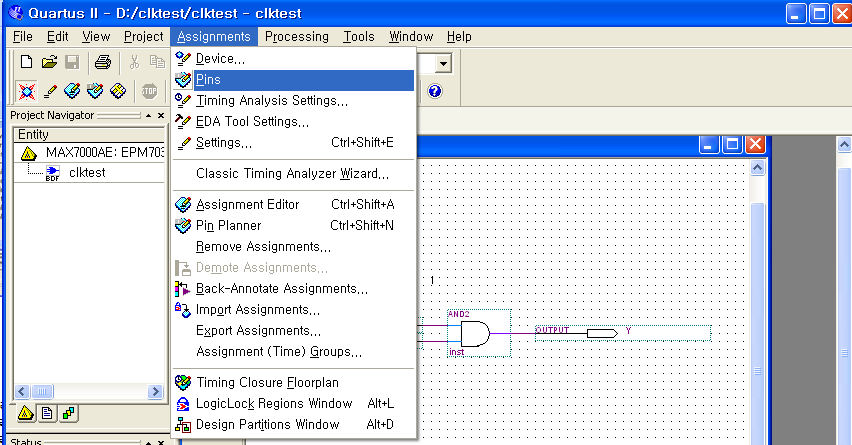 Quartus II - D:/clktest/clktest - clktest
File Edit View Project Assignments Processing Tools Window Help
Device...
Pins
Timing Analysis Settings...
EDA Tool Settings...
Settings... Ctrl+Shift+E
Classic Timing Analyzer Wizard...
Assignment Editor Ctrl+Shift+A
Pin Planner Ctrl+Shift+N
Remove Assignments...
Demote Assignments...
Back-Annotate Assignments...
Import Assignments...
Export Assignments...
Assignment (Time) Groups...
Timing Closure Floorplan
LogicLock Regions Window Alt+L
Design Partitions Window Alt+D
STOP
Project Navigator
Entity
MAX7000AE: EPM703
BDF
clktest
Status
1
AND2
inst
OUTPUT
Y